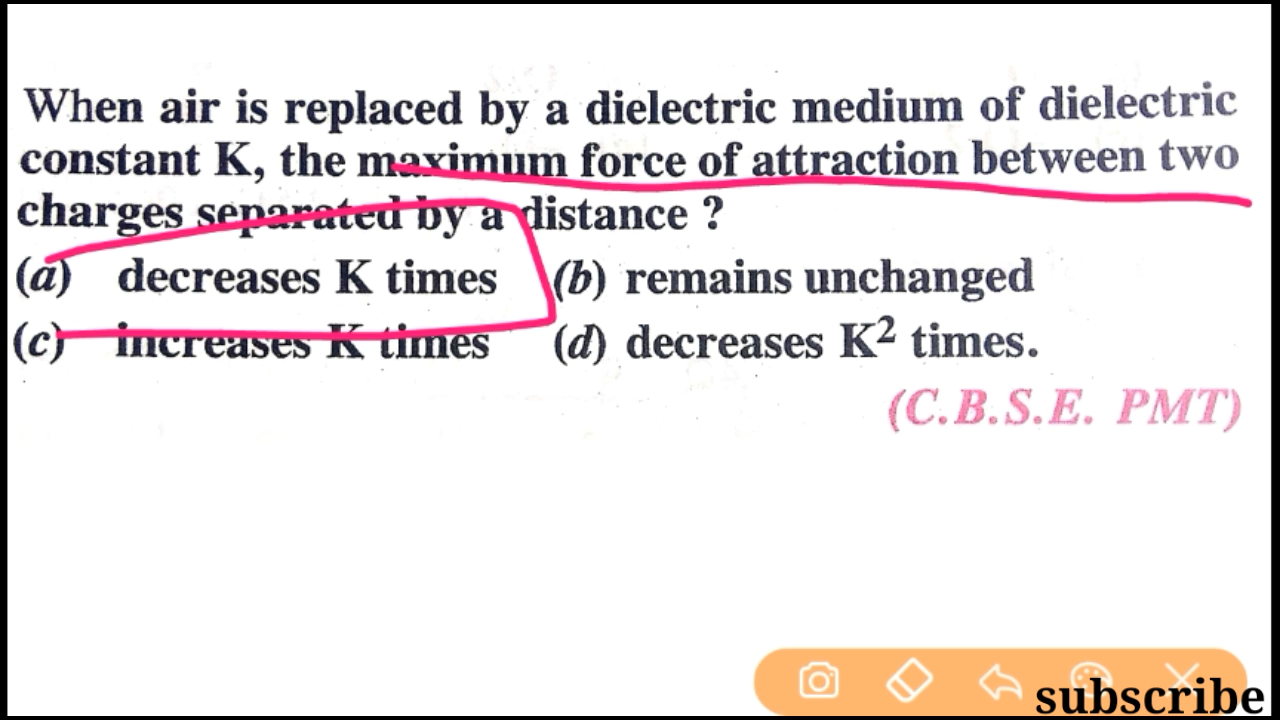 When air is replaced by a dielectric medium of dielectric
constant K, the maximum force of attraction between two
charges separated by a distance ?
(a) decreases K times (b) remains unchanged
(c) increases K times (d) decreases K² times.
(C.B.S.E. PMT)
subscribe